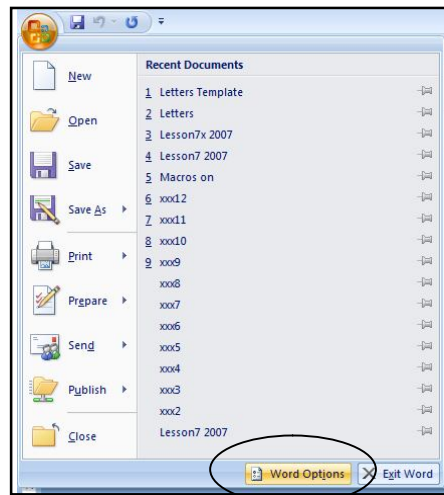 New
Open
Save
Save As
Print
Prepare
Send
Publish
Close
Recent Documents
1 Letters Template
2 Letters
3 Lesson7x 2007
4 Lesson7 2007
5 Macros on
6 xxx12
7 xxx11
8 xxx10
9 xxx9
xxx8
xxx7
xxx6
xxx5
xxx4
xxx3
xxx2
Lesson7 2007
Word Options
Exit Word